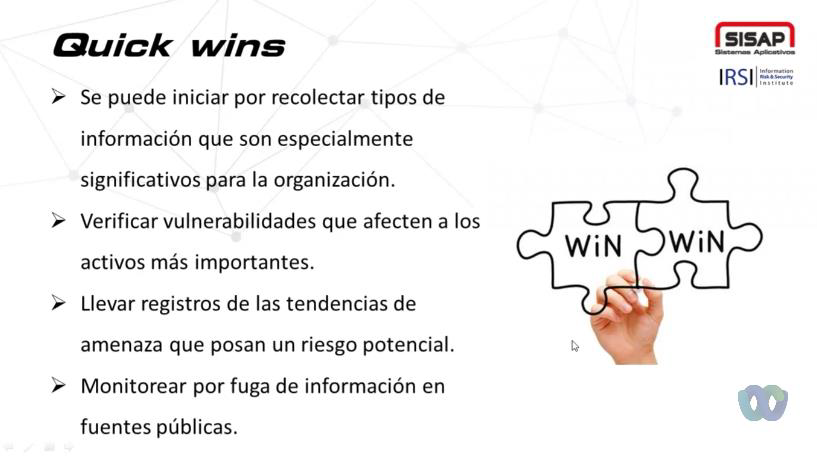 Quick wins
SISAP
Sistemas Aplicativos
IRSI Information
Risk & Security
Institute
➢ Se puede iniciar por recolectar tipos de
información que son especialmente
significativos para la organización.
➢ Verificar vulnerabilidades que afecten a los
activos más importantes.
➢ Llevar registros de las tendencias de
amenaza que posan un riesgo potencial.
➢ Monitorear por fuga de información en
fuentes públicas.
WiN WiN